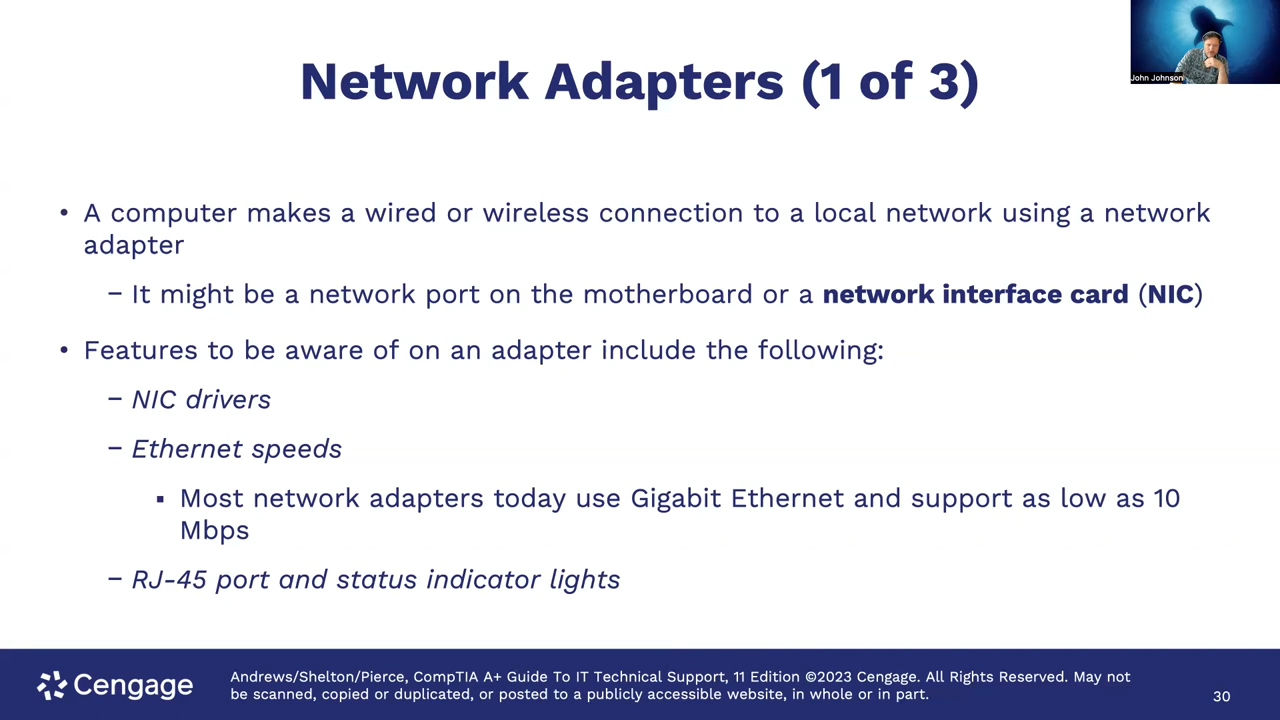 John Johnson
Network Adapters (1 of 3)
• A computer makes a wired or wireless connection to a local network using a network
adapter
– It might be a network port on the motherboard or a network interface card (NIC)
• Features to be aware of on an adapter include the following:
– NIC drivers
– Ethernet speeds
▪ Most network adapters today use Gigabit Ethernet and support as low as 10
Mbps
– RJ-45 port and status indicator lights
Cengage
Andrews/Shelton/Pierce, CompTIA A+ Guide To IT Technical Support, 11 Edition ©2023 Cengage. All Rights Reserved. May not
be scanned, copied or duplicated, or posted to a publicly accessible website, in whole or in part.
30